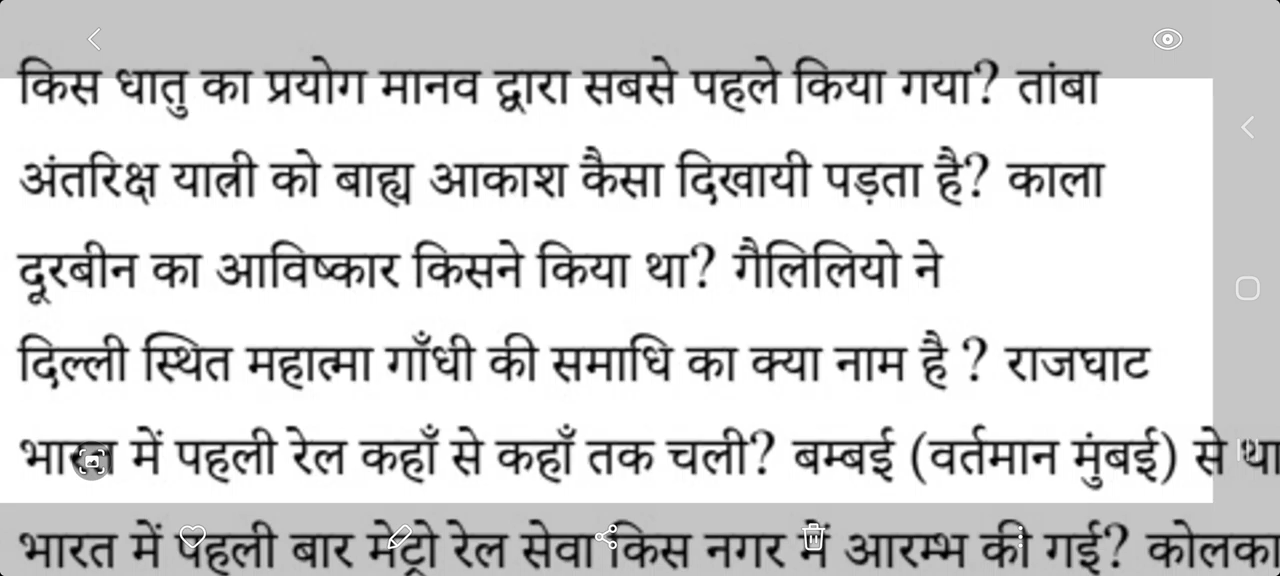 किस धातु का प्रयोग मानव द्वारा सबसे पहले किया गया? तांबा
अंतरिक्ष यात्री को बाह्य आकाश कैसा दिखायी पड़ता है? काला
दूरबीन का आविष्कार किसने किया था? गैलिलियो ने
दिल्ली स्थित महात्मा गाँधी की समाधि का क्या नाम है ? राजघाट
भारत में पहली रेल कहाँ से कहाँ तक चली? बम्बई (वर्तमान मुंबई) से
भारत में पहली बार मेट्रो रेल सेवा किस नगर में आरम्भ की गई?